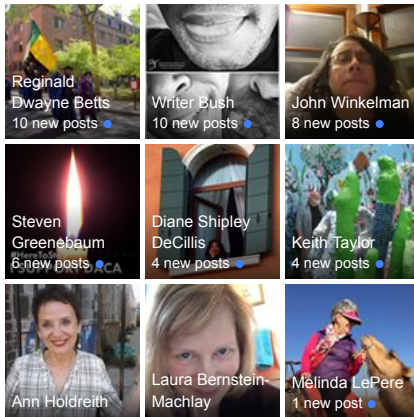 Reginald
Dwayne Betts
10 new posts
Writer Bush
10 new posts
John Winkelman
8 new posts
Steven
Greenebaum
6 new posts
Diane Shipley
DeCillis
4 new posts
Keith Taylor
4 new posts
Ann Holdreith
Laura Bernstein-
Machlay
Melinda LePere
1 new post